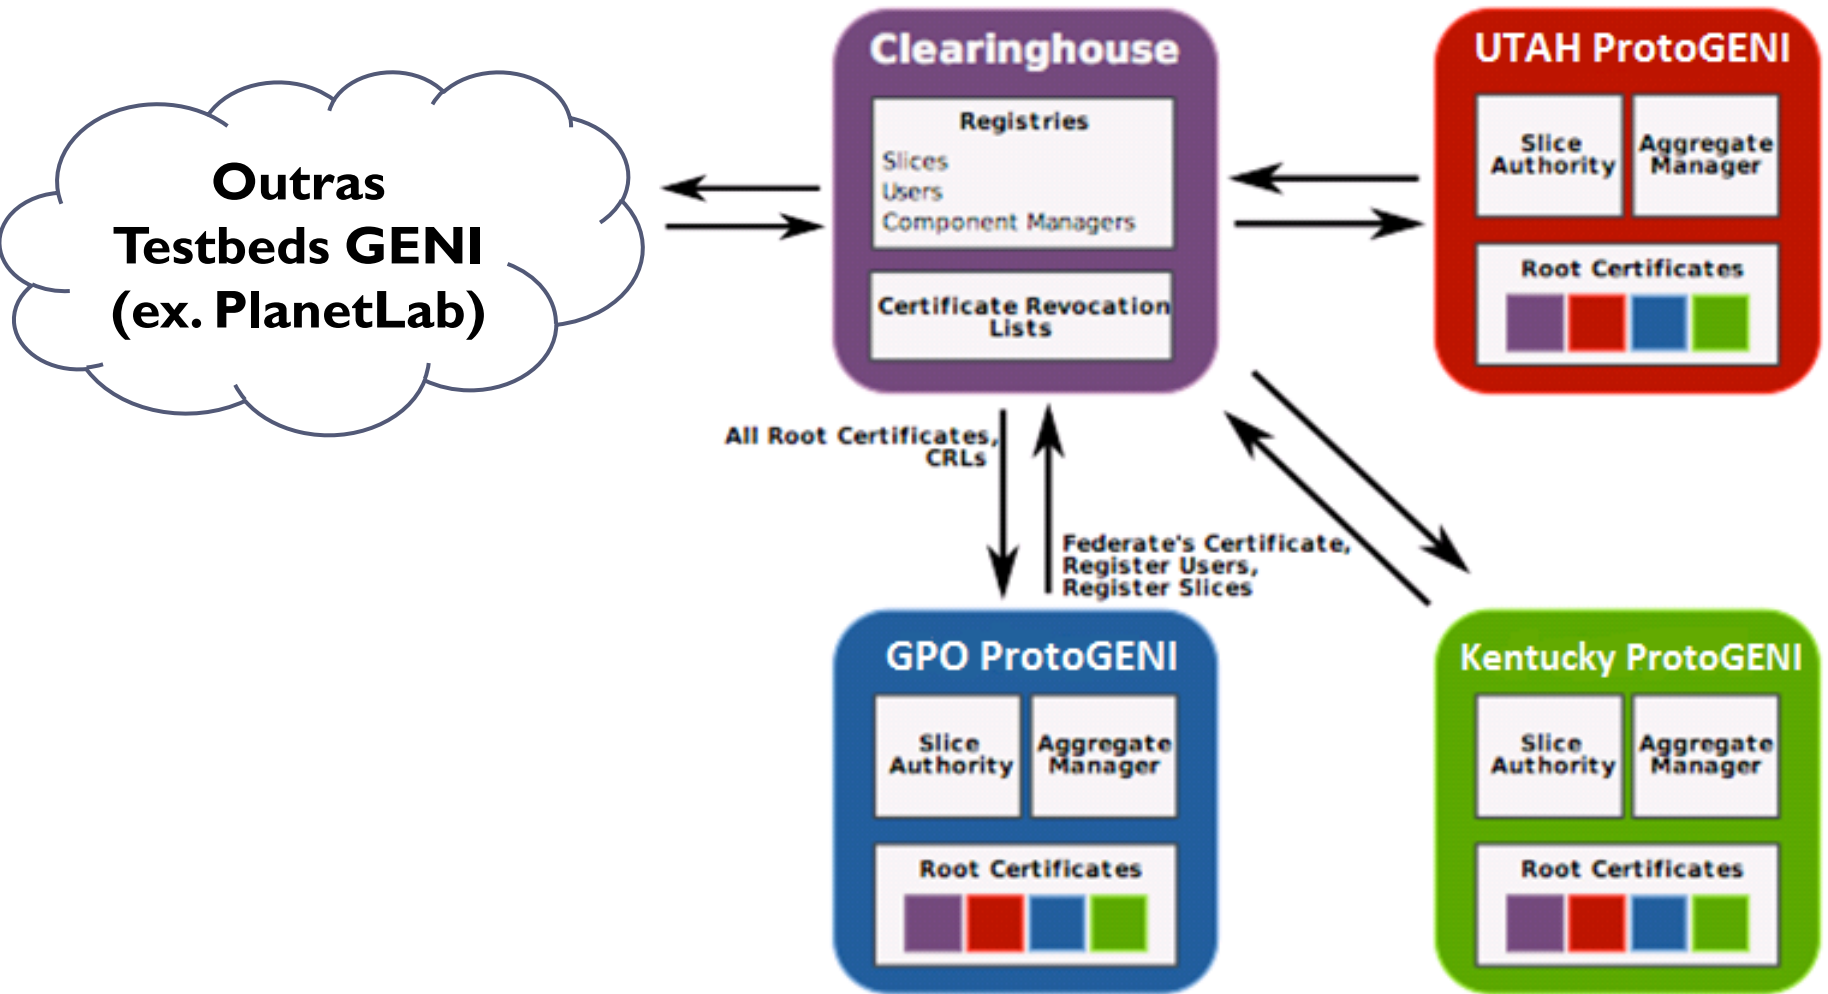 Outras
Testbeds GENI
(ex. PlanetLab)
Clearinghouse
Registries
Slices
Users
Component Managers
Certificate Revocation
Lists
UTAH ProtoGENI
Slice
Authority
Aggregate
Manager
Root Certificates
All Root Certificates,
CRLs
Federate's Certificate,
Register Users,
Register Slices
GPO ProtoGENI
Slice
Authority
Aggregate
Manager
Root Certificates
Kentucky ProtoGENI
Slice
Authority
Aggregate
Manager
Root Certificates